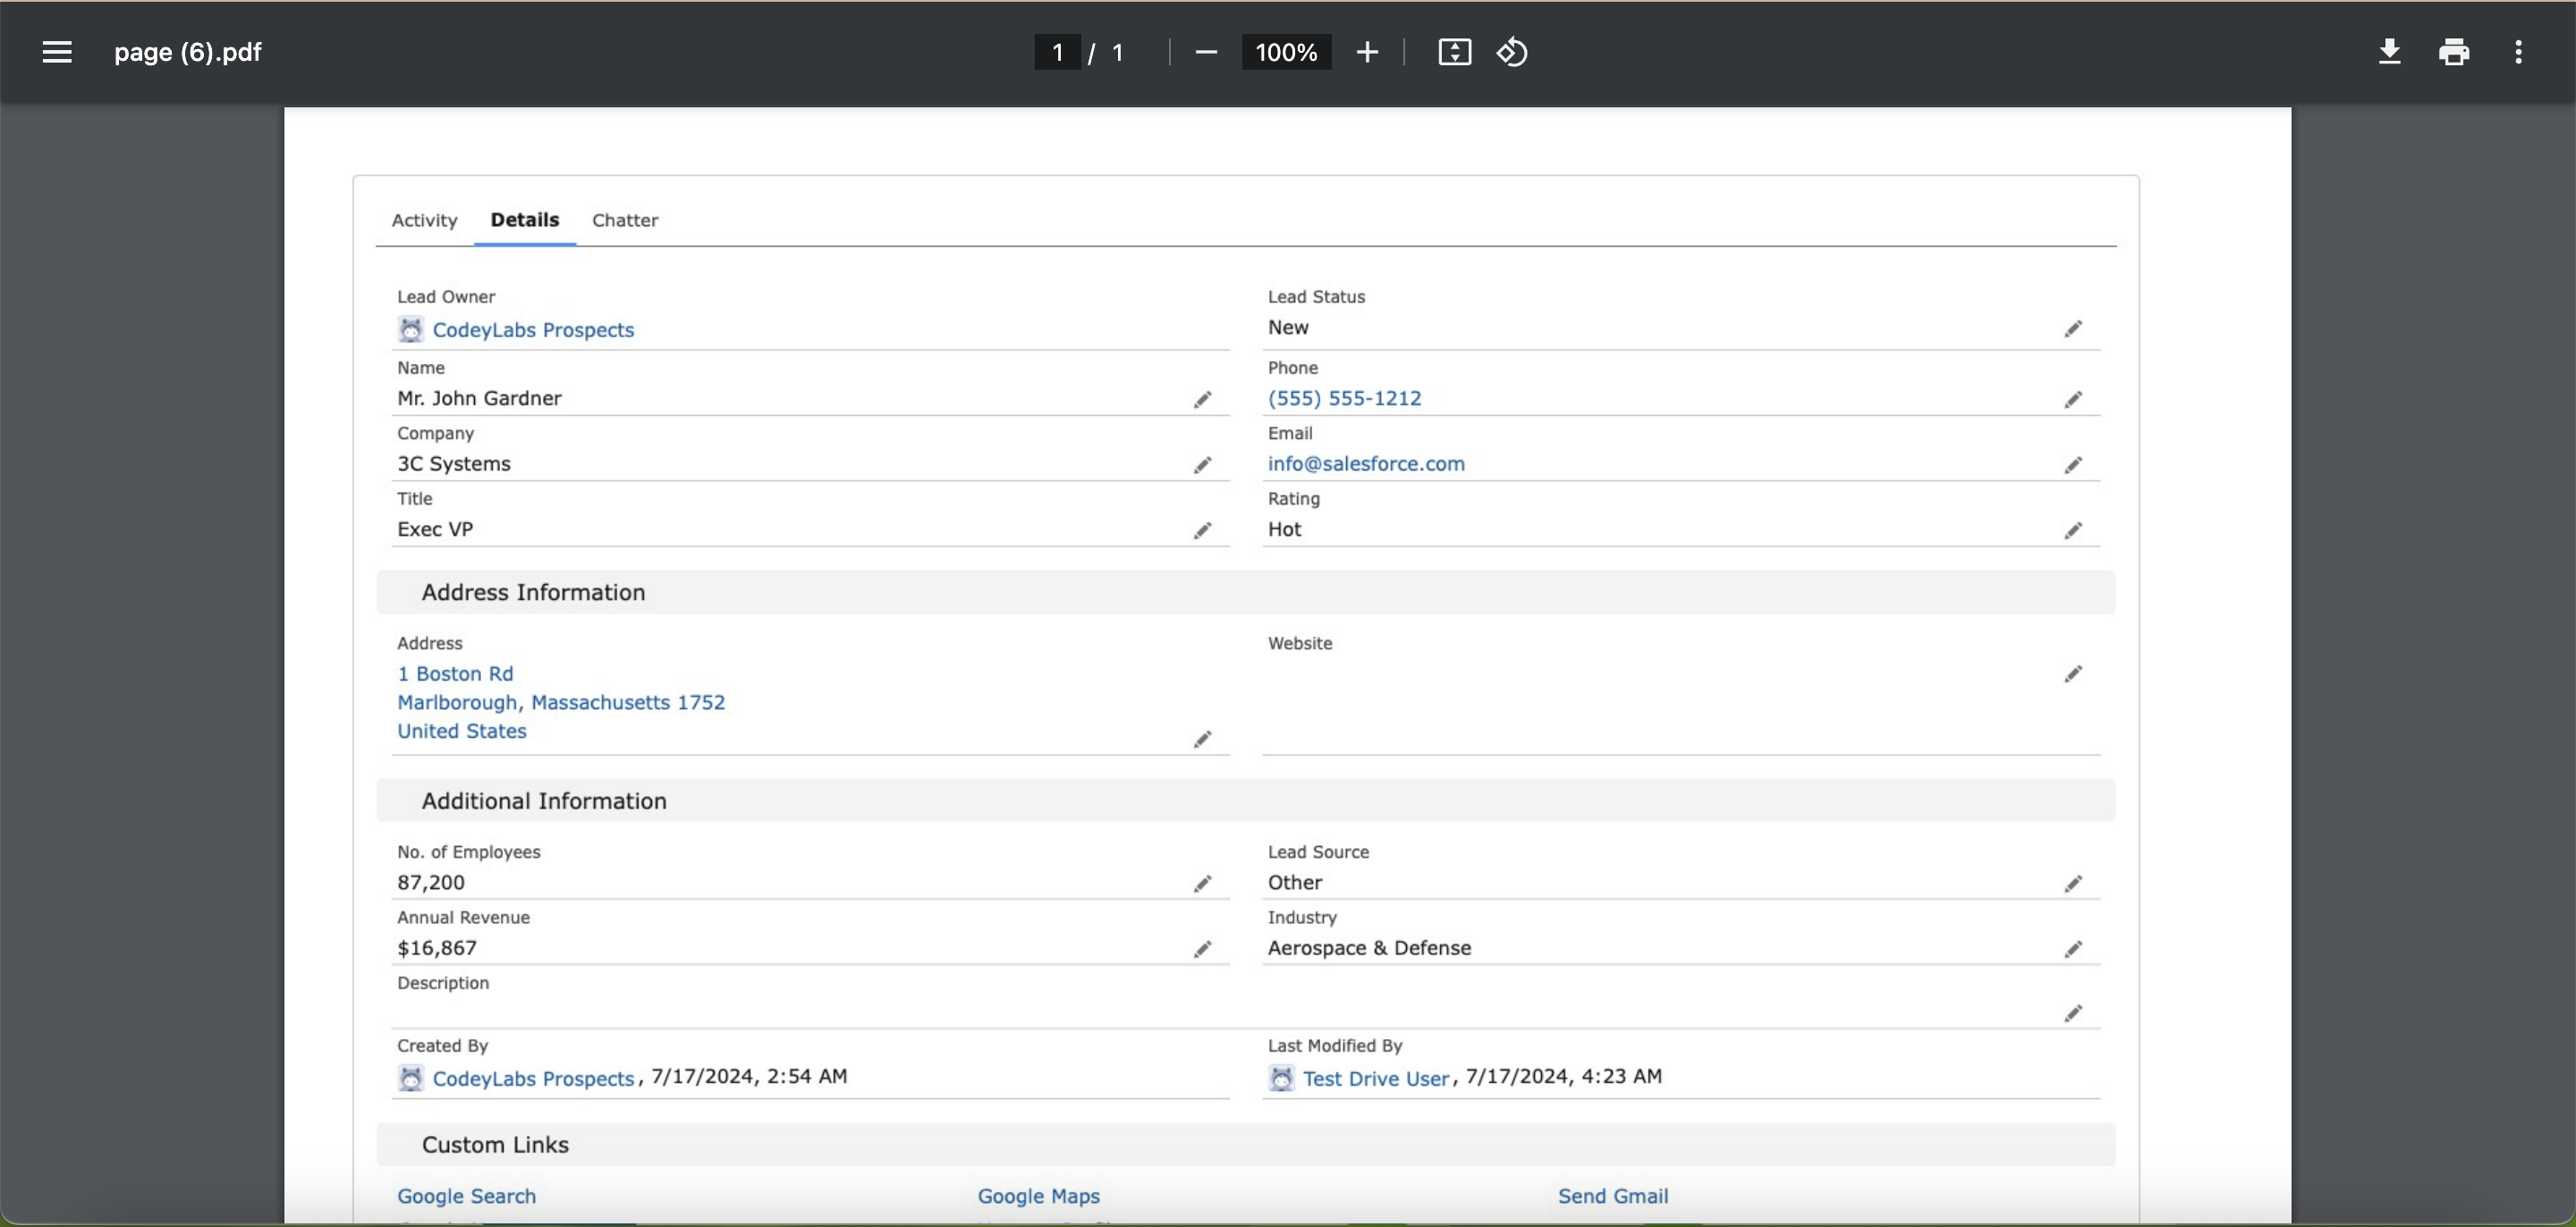 page (6).pdf
1 / 1
100%
Activity Details Chatter
Lead Owner
CodeyLabs Prospects
Lead Status
New
Name
Mr. John Gardner
Phone
(555) 555-1212
Company
3C Systems
Email
info@salesforce.com
Title
Exec VP
Rating
Hot
Address Information
Address
1 Boston Rd
Marlborough, Massachusetts 1752
United States
Website
Additional Information
No. of Employees
87,200
Lead Source
Other
Annual Revenue
$16,867
Industry
Aerospace & Defense
Description
Created By
CodeyLabs Prospects, 7/17/2024, 2:54 AM
Last Modified By
Test Drive User, 7/17/2024, 4:23 AM
Custom Links
Google Search Google Maps Send Gmail